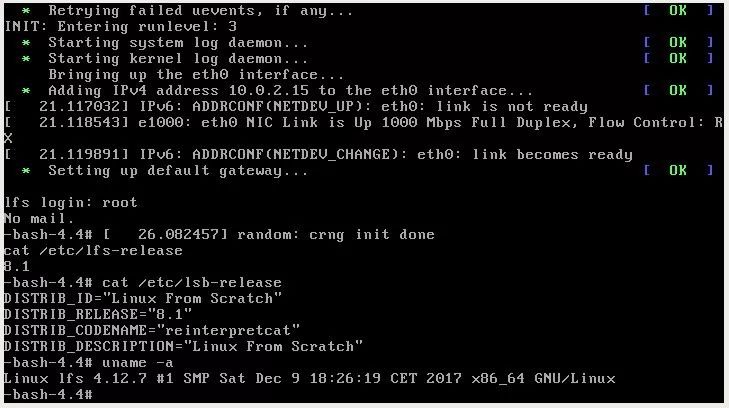 * Retrying failed uevents, if any... [ OK ]
INIT: Entering runlevel: 3
* Starting system log daemon... [ OK ]
* Starting kernel log daemon... [ OK ]
Bringing up the eth0 interface...
* Adding IPv4 address 10.0.2.15 to the eth0 interface... [ OK ]
[ 21.117032] IPv6: ADDRCONF(NETDEV_UP): eth0: link is not ready
[ 21.118543] e1000: eth0 NIC Link is Up 1000 Mbps Full Duplex, Flow Control: R
X
[ 21.119891] IPv6: ADDRCONF(NETDEV_CHANGE): eth0: link becomes ready
* Setting up default gateway... [ OK ]
lfs login: root
No mail.
-bash-4.4# [ 26.082457] random: crng init done
cat /etc/lfs-release
8.1
-bash-4.4# cat /etc/lsb-release
DISTRIB_ID="Linux From Scratch"
DISTRIB_RELEASE="8.1"
DISTRIB_CODENAME="reinterpretcat"
DISTRIB_DESCRIPTION="Linux From Scratch"
-bash-4.4# uname -a
Linux lfs 4.12.7 #1 SMP Sat Dec 9 18:26:19 CET 2017 x86_64 GNU/Linux
-bash-4.4#